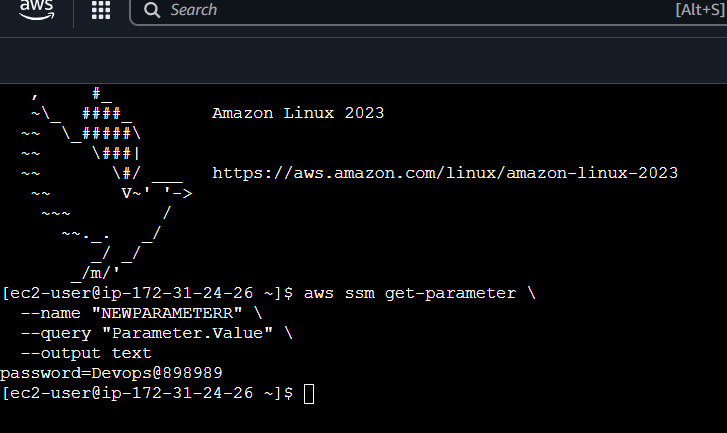 aws
Search
[Alt+S]
   ,     #_
   ~\_  ####_        Amazon Linux 2023
  ~~  \_#####\
  ~~     \###|
  ~~       \#/ ___   https://aws.amazon.com/linux/amazon-linux-2023
   ~~       V~' '->
    ~~~         /
      ~~._.   _/
         _/ _/
       _/m/'
[ec2-user@ip-172-31-24-26 ~]$ aws ssm get-parameter \
  --name "NEWPARAMETERR" \
  --query "Parameter.Value" \
  --output text
password=Devops@898989
[ec2-user@ip-172-31-24-26 ~]$